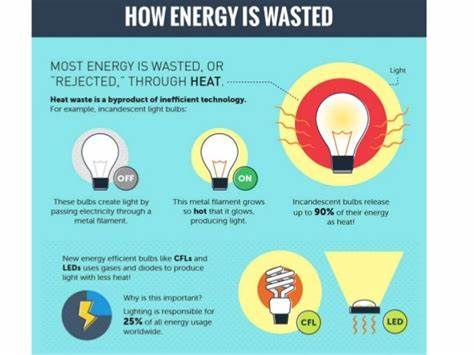 HOW ENERGY IS WASTED
MOST ENERGY IS WASTED, OR
"REJECTED," THROUGH HEAT.
Light
Heat waste is a byproduct of inefficient technology.
For example, incandescent light bulbs:
OFF
ON
These bulbs create light by
passing electricity through a
metal filament.
This metal filament grows
so hot that it glows,
producing light.
Incandescent bulbs release
up to 90% of their energy
as heat!
New energy efficient bulbs like CFLs and
LEDs uses gases and diodes to produce
light with less heat!
Why is this important?
Lighting is responsible for
25% of all energy usage
worldwide.
CFL
LED